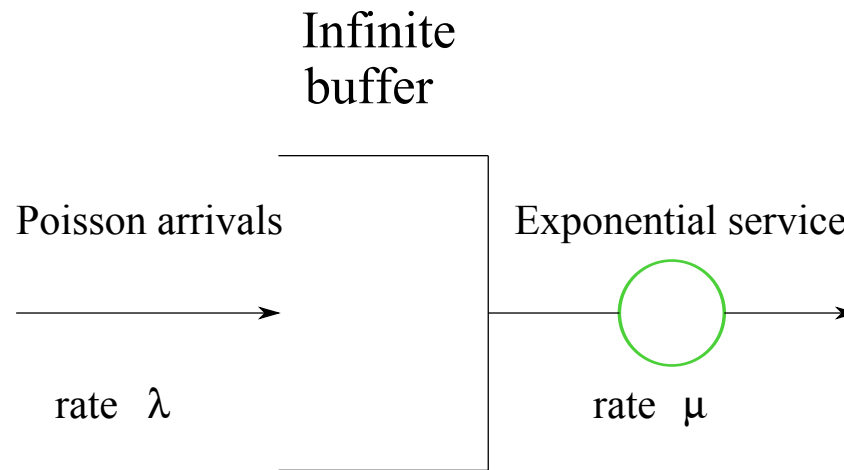 Infinite
buffer
Poisson arrivals
Exponential service
rate λ
rate μ